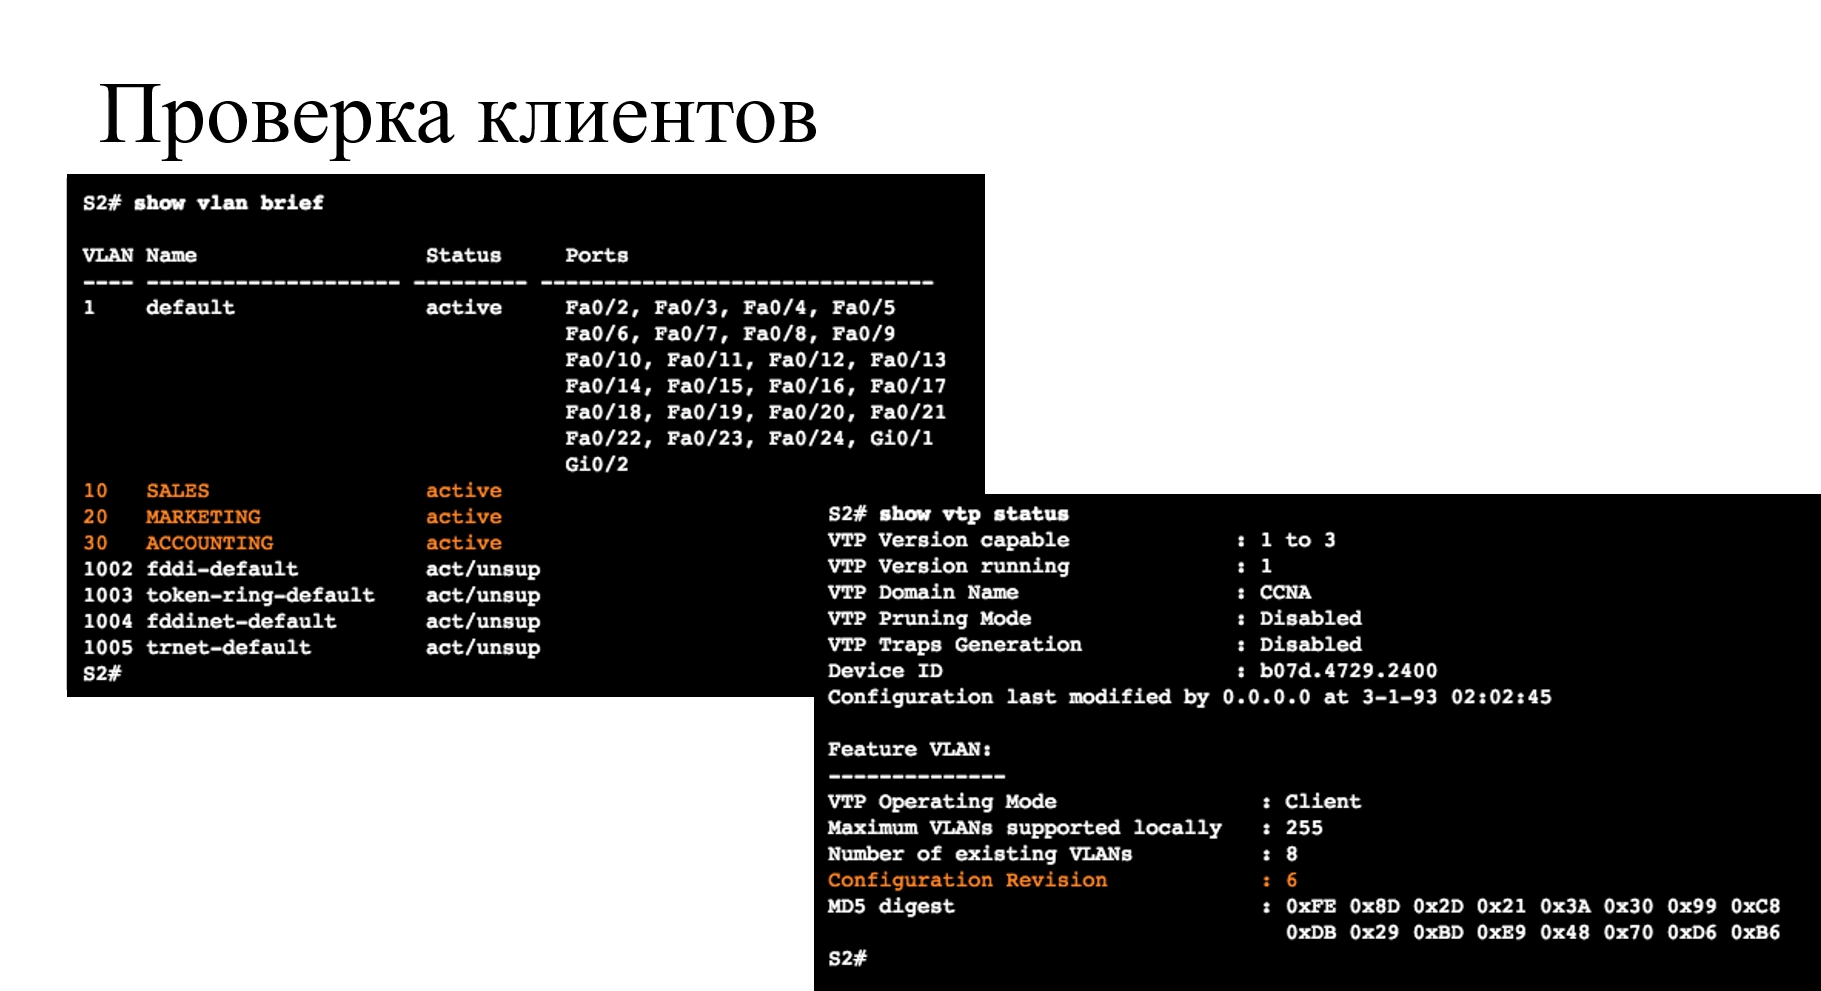 Проверка клиентов
S2# show vlan brief
VLAN Name Status Ports
---- -------------------- --------- -------------------------------
1 default active Fa0/2, Fa0/3, Fa0/4, Fa0/5
Fa0/6, Fa0/7, Fa0/8, Fa0/9
Fa0/10, Fa0/11, Fa0/12, Fa0/13
Fa0/14, Fa0/15, Fa0/16, Fa0/17
Fa0/18, Fa0/19, Fa0/20, Fa0/21
Fa0/22, Fa0/23, Fa0/24, Gi0/1
Gi0/2
10 SALES active
20 MARKETING active
30 ACCOUNTING active
1002 fddi-default act/unsup
1003 token-ring-default act/unsup
1004 fddinet-default act/unsup
1005 trnet-default act/unsup
S2#
S2# show vtp status
VTP Version capable : 1 to 3
VTP Version running : 1
VTP Domain Name : CCNA
VTP Pruning Mode : Disabled
VTP Traps Generation : Disabled
Device ID : b07d.4729.2400
Configuration last modified by 0.0.0.0 at 3-1-93 02:02:45
Feature VLAN:
--------------
VTP Operating Mode : Client
Maximum VLANs supported locally : 255
Number of existing VLANs : 8
Configuration Revision : 6
MD5 digest : 0xFE 0x8D 0x2D 0x21 0x3A 0x30 0x99 0xC8
0xDB 0x29 0xBD 0xE9 0x48 0x70 0xD6 0xB6
S2#